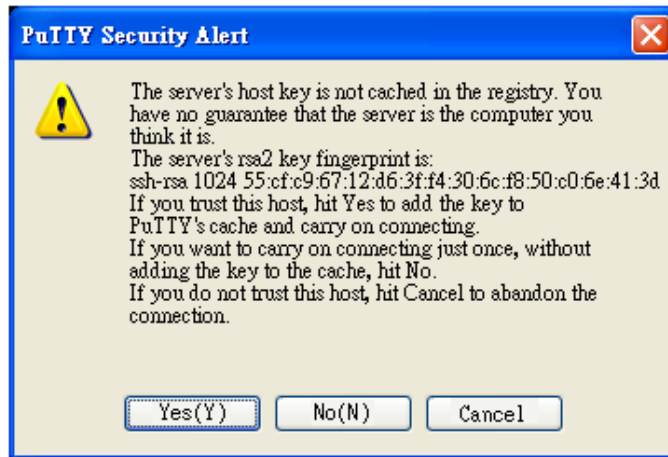 PuTTY Security Alert
The server's host key is not cached in the registry. You
have no guarantee that the server is the computer you
think it is.
The server's rsa2 key fingerprint is:
ssh-rsa 1024 55:cf:c9:67:12:d6:3f:f4:30:6c:f8:50:c0:6e:41:3d
If you trust this host, hit Yes to add the key to
PuTTY's cache and carry on connecting.
If you want to carry on connecting just once, without
adding the key to the cache, hit No.
If you do not trust this host, hit Cancel to abandon the
connection.
Yes(Y) No(N) Cancel